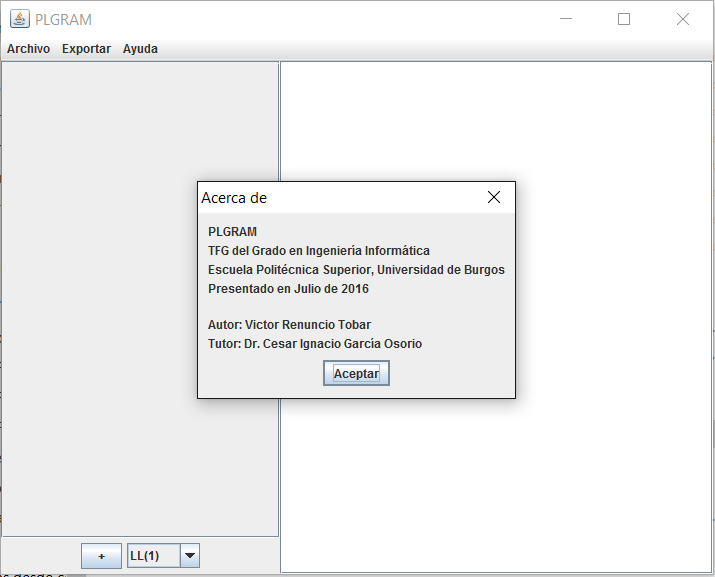 PLGRAM
Archivo Exportar Ayuda
Acerca de
PLGRAM
TFG del Grado en Ingeniería Informática
Escuela Politécnica Superior, Universidad de Burgos
Presentado en Julio de 2016
Autor: Victor Renuncio Tobar
Tutor: Dr. Cesar Ignacio García Osorio
Aceptar
+ LL(1)